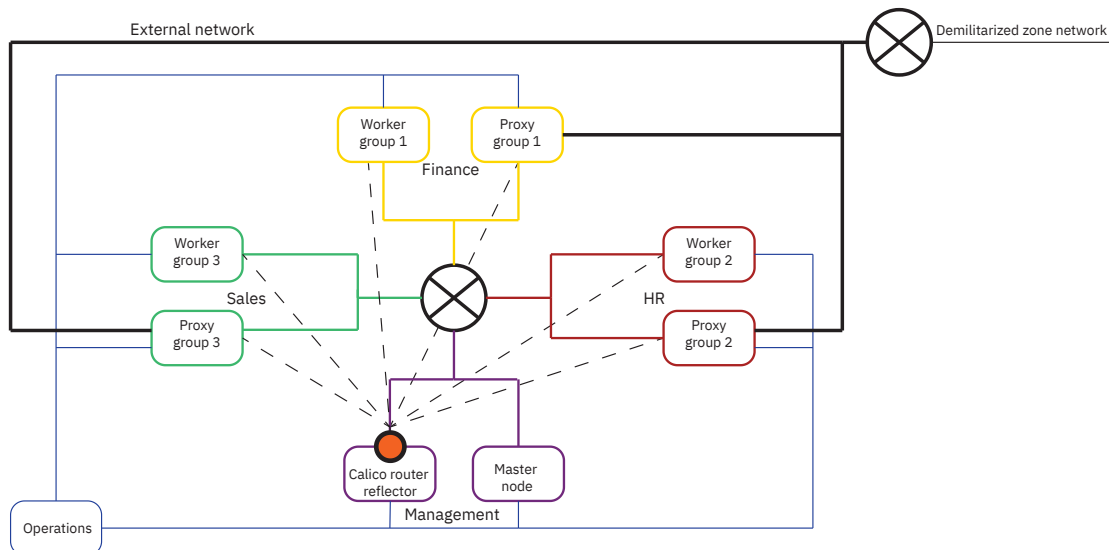 External network
Demilitarized zone network
Worker
group 1
Proxy
group 1
Finance
Worker
group 3
Worker
group 2
Sales
HR
Proxy
group 3
Proxy
group 2
Calico router
reflector
Master
node
Management
Operations